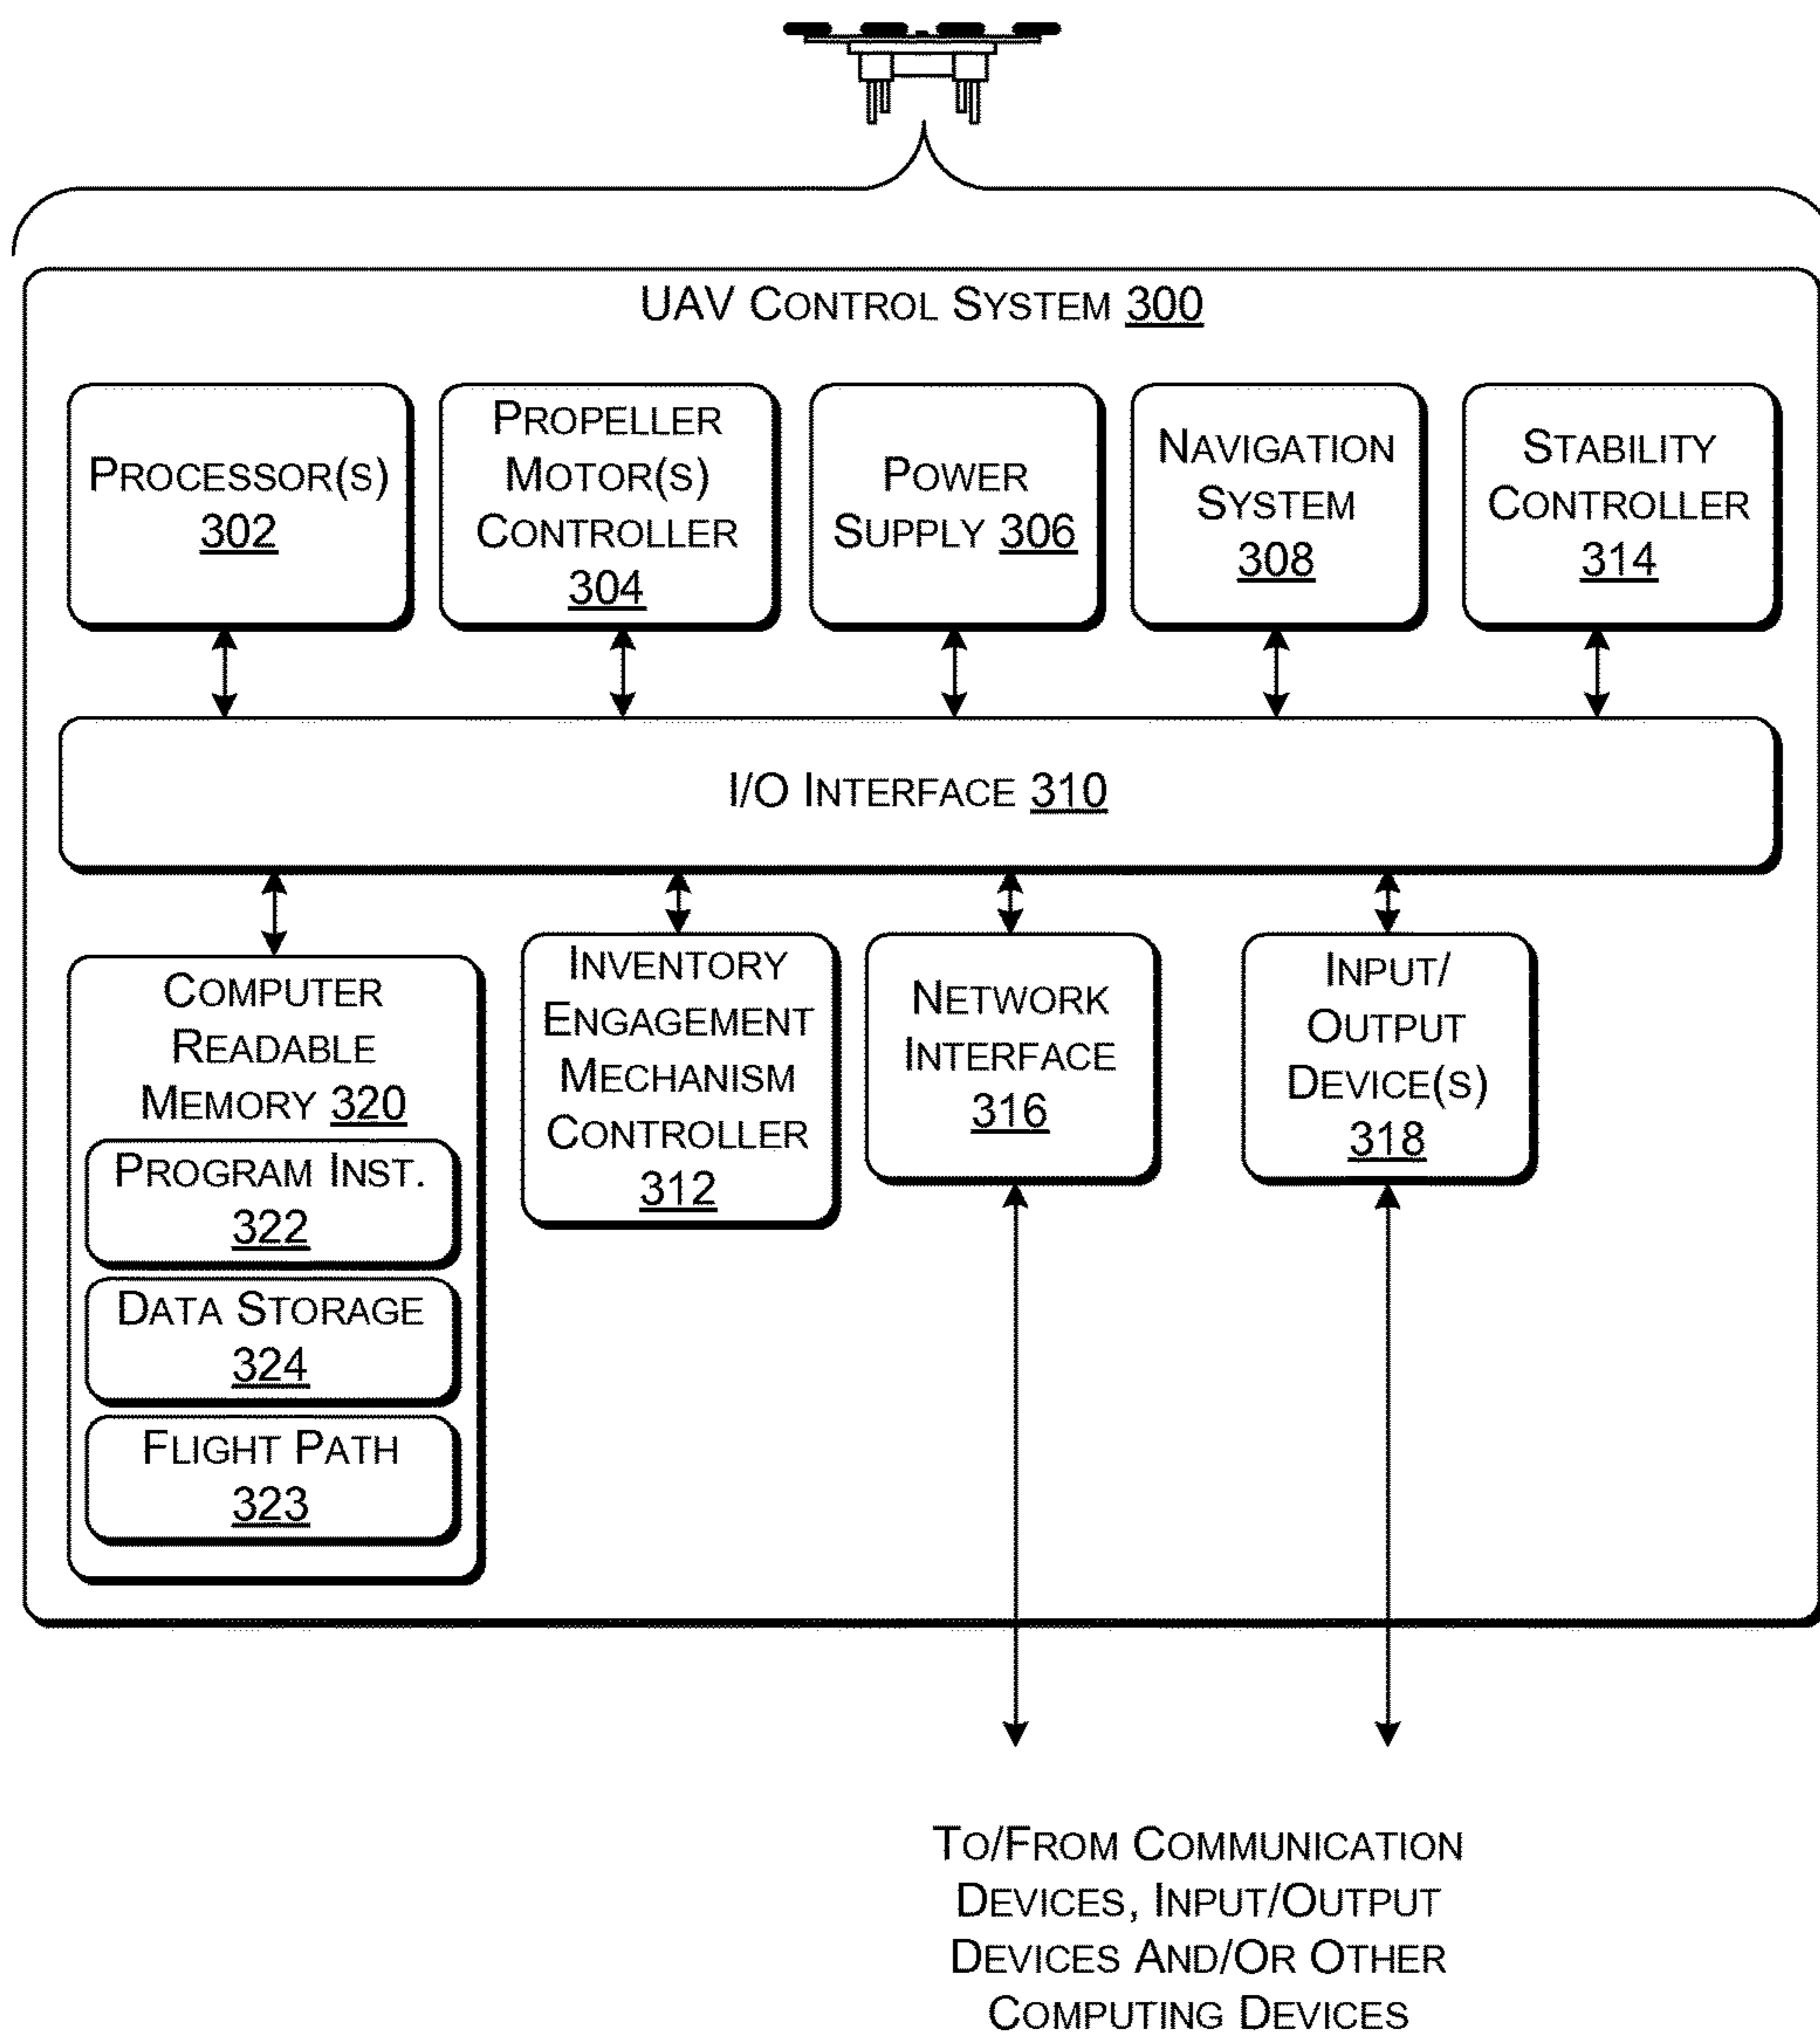 UAV CONTROL SYSTEM 300
PROCESSOR(S)
302
PROPELLER
MOTOR(S)
CONTROLLER
304
POWER
SUPPLY 306
NAVIGATION
SYSTEM
308
STABILITY
CONTROLLER
314
I/O INTERFACE 310
COMPUTER
READABLE
MEMORY 320
PROGRAM INST.
322
DATA STORAGE
324
FLIGHT PATH
323
INVENTORY
ENGAGEMENT
MECHANISM
CONTROLLER
312
NETWORK
INTERFACE
316
INPUT/
OUTPUT
DEVICE(S)
318
TO/FROM COMMUNICATION
DEVICES, INPUT/OUTPUT
DEVICES AND/OR OTHER
COMPUTING DEVICES